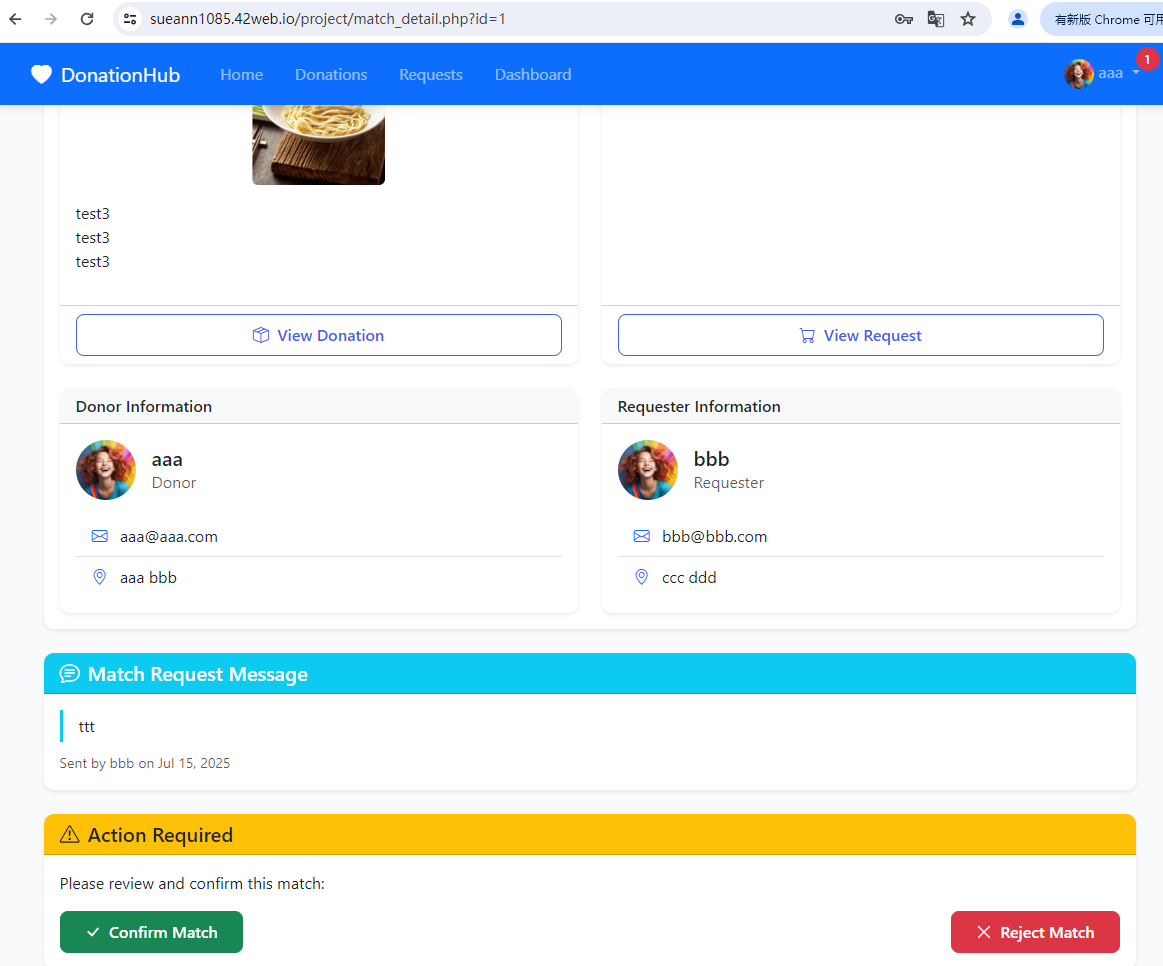 sueann1085.42web.io/project/match_detail.php?id=1
有新版 Chrome 可用
DonationHub Home Donations Requests Dashboard aaa 1
test3
test3
test3
View Donation
View Request
Donor Information
aaa
Donor
aaa@aaa.com
aaa bbb
Requester Information
bbb
Requester
bbb@bbb.com
ccc ddd
Match Request Message
ttt
Sent by bbb on Jul 15, 2025
Action Required
Please review and confirm this match:
Confirm Match
Reject Match